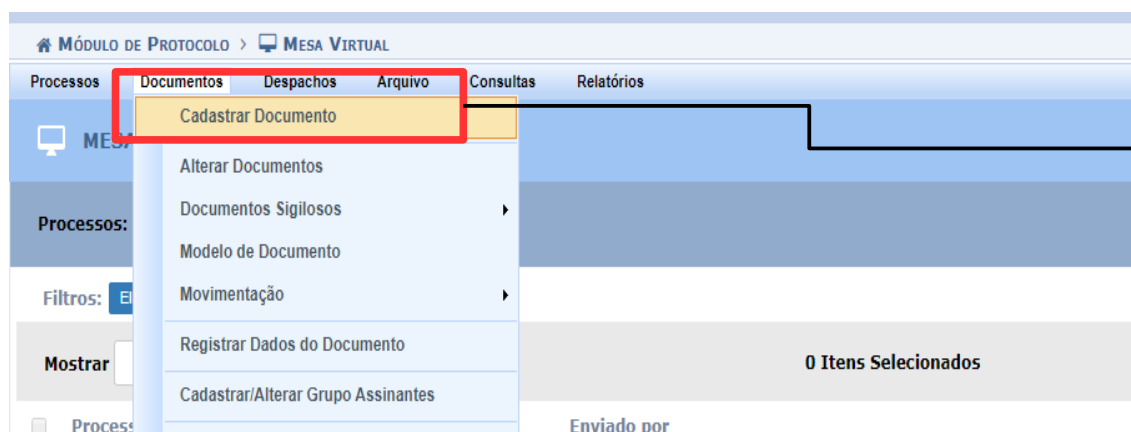 Módulo de Protocolo > Mesa Virtual
Processos Documentos Despachos Arquivo Consultas Relatórios
Cadastrar Documento
Alterar Documentos
Documentos Sigilosos
Processos:
Modelo de Documento
Filtros:
Movimentação
Registrar Dados do Documento
Mostrar 0 Itens Selecionados
Cadastrar/Alterar Grupo Assinantes
Enviado por